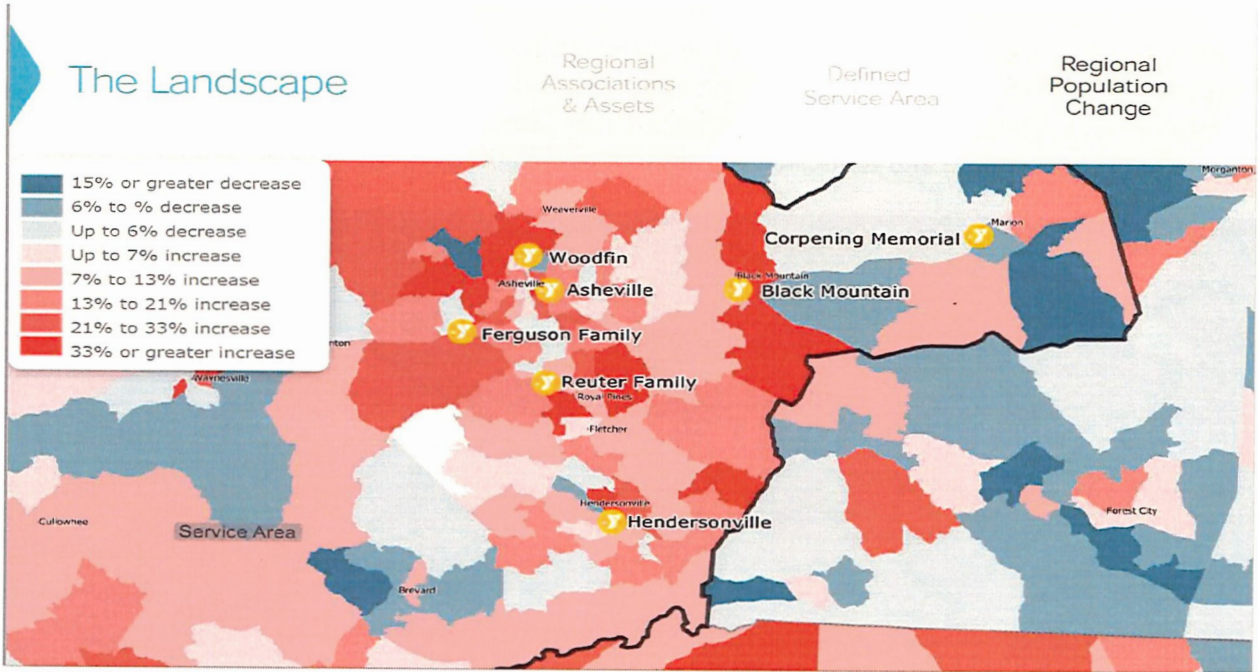 The Landscape
Regional
Associations
& Assets
Defined
Service Area
Regional
Population
Change
15% or greater decrease
6% to % decrease
Up to 6% decrease
Up to 7% increase
7% to 13% increase
13% to 21% increase
21% to 33% increase
33% or greater increase
Morganton
Weaverville
Marion
Corpening Memorial
Woodfin
Asheville
Asheville
Black Mountain
Black Mountain
Ferguson Family
nton
Waynesville
Reuter Family
Royal Pines
Fletcher
Hendersonville
Hendersonville
Forest City
Cullowhee
Service Area
Brevard